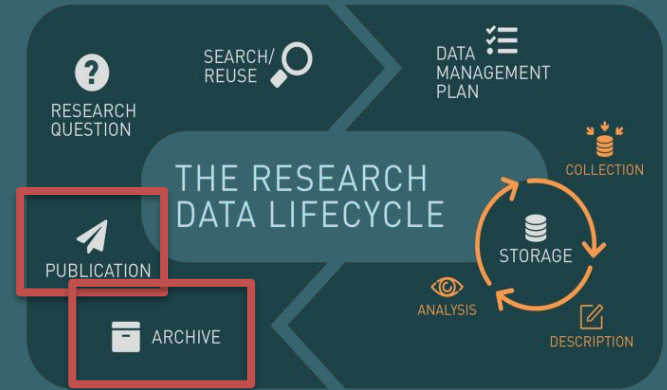 SEARCH/
REUSE
DATA
MANAGEMENT
PLAN
RESEARCH
QUESTION
COLLECTION
THE RESEARCH
DATA LIFECYCLE
STORAGE
PUBLICATION
ANALYSIS
DESCRIPTION
ARCHIVE